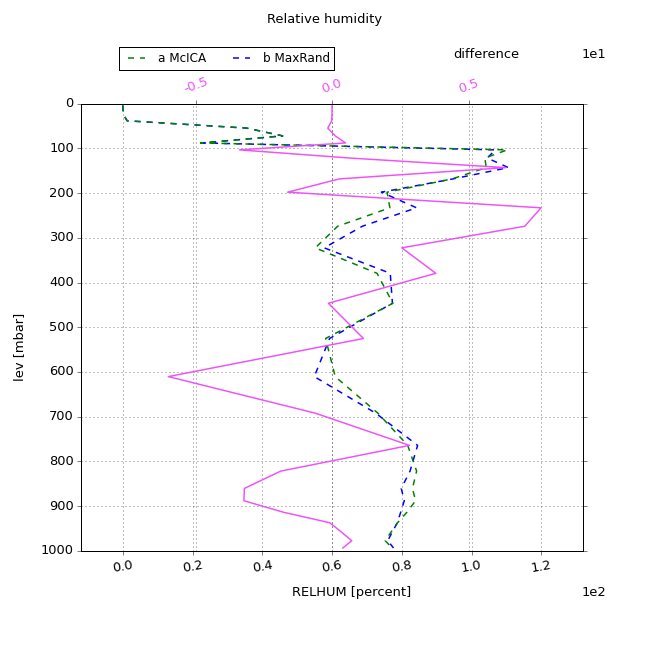 Relative humidity
a McICA b MaxRand
difference 1e1
-0.5 0.0 0.5
0
100
200
300
400
500
600
700
800
900
1000
lev [mbar]
0.0 0.2 0.4 0.6 0.8 1.0 1.2
RELHUM [percent] 1e2